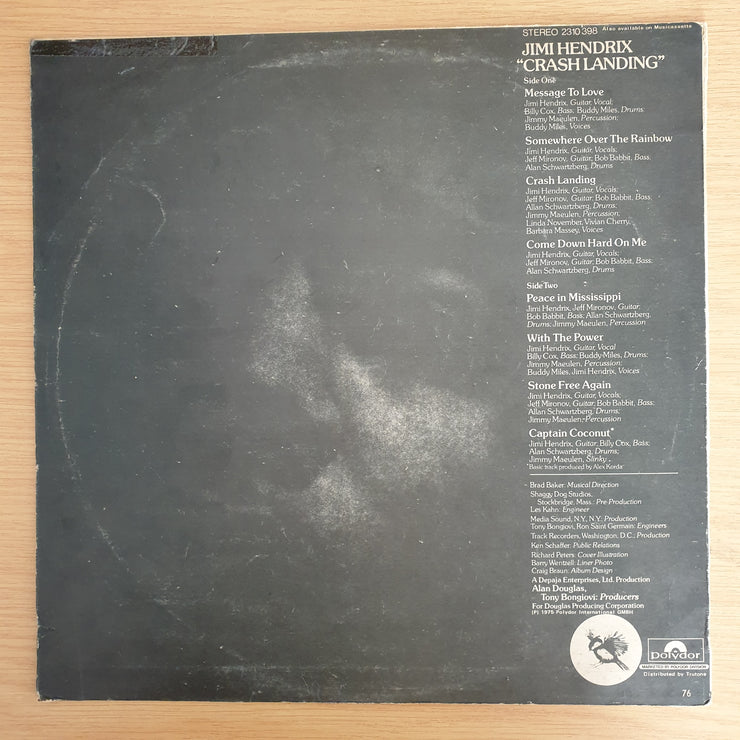 STEREO 2310 398 Also available on Musicassette
JIMI HENDRIX
"CRASH LANDING"
Side One
Message To Love
Jimi Hendrix, Guitar, Vocal;
Billy Cox, Bass; Buddy Miles, Drums;
Jimmy Maeulen, Percussion;
Buddy Miles, Voices
Somewhere Over The Rainbow
Jimi Hendrix, Guitar, Vocals;
Jeff Mironov, Guitar; Bob Babbit, Bass;
Alan Schwartzberg, Drums
Crash Landing
Jimi Hendrix, Guitar, Vocals;
Jeff Mironov, Guitar; Bob Babbit, Bass;
Allan Schwartzberg, Drums;
Jimmy Maeulen, Percussion;
Linda November, Vivian Cherry,
Barbara Massey, Voices
Come Down Hard On Me
Jimi Hendrix, Guitar, Vocals;
Jeff Mironov, Guitar; Bob Babbit, Bass;
Alan Schwartzberg, Drums
Side Two
Peace in Mississippi
Jimi Hendrix, Jeff Mironov, Guitar;
Bob Babbit, Bass; Allan Schwartzberg,
Drums; Jimmy Maeulen, Percussion
With The Power
Jimi Hendrix, Guitar, Vocal
Billy Cox, Bass; Buddy Miles, Drums;
Jimmy Maeulen, Percussion;
Buddy Miles, Jimi Hendrix, Voices
Stone Free Again
Jimi Hendrix, Guitar, Vocals;
Jeff Mironov, Guitar; Bob Babbit, Bass;
Allan Schwartzberg, Drums;
Jimmy Maeulen, Percussion
Captain Coconut*
Jimi Hendrix, Guitar; Billy Cox, Bass;
Alan Schwartzberg, Drums;
Jimmy Maeulen, Slinky
*Basic track produced by Alex Korda
Brad Baker: Musical Direction
Shaggy Dog Studios,
Stockbridge, Mass.: Pre-Production
Les Kahn: Engineer
Media Sound, N.Y., N.Y. Production
Tony Bongiovi, Ron Saint Germain: Engineers
Track Recorders, Washington, D.C.: Production
Ken Schaffer: Public Relations
Richard Peters: Cover Illustration
Barry Wentzell: Liner Photo
Craig Braun: Album Design
A Depaja Enterprises, Ltd. Production
Alan Douglas,
Tony Bongiovi: Producers
For Douglas Producing Corporation
(P) 1975 Polydor International GMBH
polydor
MARKETED BY POLYDOR DIVISION
Distributed by Trutone
76